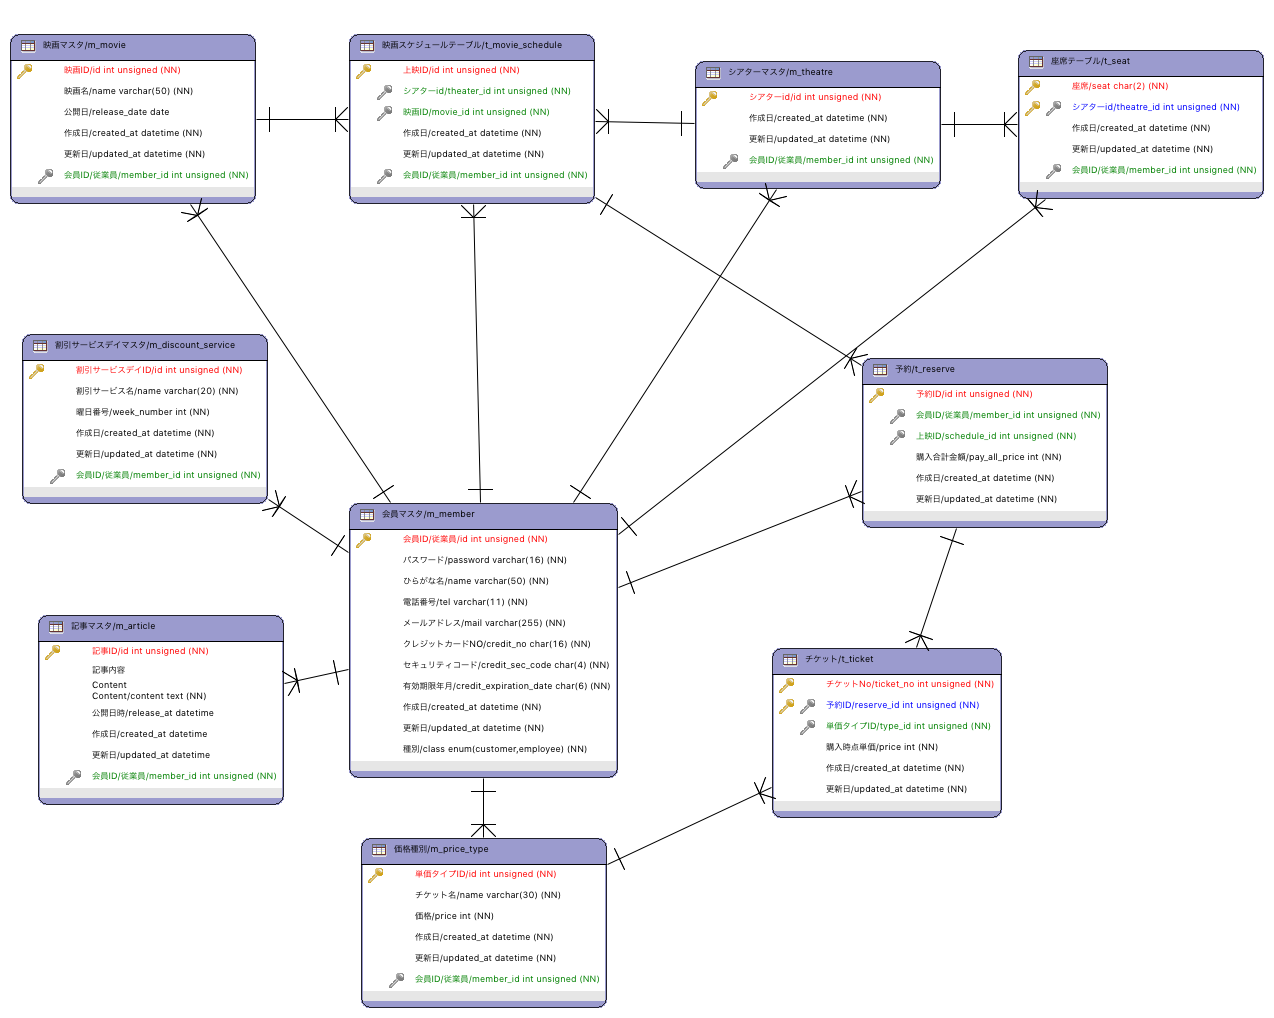 映画マスタ/m_movie
映画ID/id int unsigned (NN)
映画名/name varchar(50) (NN)
公開日/release_date date
作成日/created_at datetime (NN)
更新日/updated_at datetime (NN)
会員ID/従業員/member_id int unsigned (NN)
映画スケジュールテーブル/t_movie_schedule
上映ID/id int unsigned (NN)
シアターid/theater_id int unsigned (NN)
映画ID/movie_id int unsigned (NN)
作成日/created_at datetime (NN)
更新日/updated_at datetime (NN)
会員ID/従業員/member_id int unsigned (NN)
シアターマスタ/m_theatre
シアターid/id int unsigned (NN)
作成日/created_at datetime (NN)
更新日/updated_at datetime (NN)
会員ID/従業員/member_id int unsigned (NN)
座席テーブル/t_seat
座席/seat char(2) (NN)
シアターid/theatre_id int unsigned (NN)
作成日/created_at datetime (NN)
更新日/updated_at datetime (NN)
会員ID/従業員/member_id int unsigned (NN)
割引サービスデイマスタ/m_discount_service
割引サービスデイID/id int unsigned (NN)
割引サービス名/name varchar(20) (NN)
曜日番号/week_number int (NN)
作成日/created_at datetime (NN)
更新日/updated_at datetime (NN)
会員ID/従業員/member_id int unsigned (NN)
予約/t_reserve
予約ID/id int unsigned (NN)
会員ID/従業員/member_id int unsigned (NN)
上映ID/schedule_id int unsigned (NN)
購入合計金額/pay_all_price int (NN)
作成日/created_at datetime (NN)
更新日/updated_at datetime (NN)
会員マスタ/m_member
会員ID/従業員/id int unsigned (NN)
パスワード/password varchar(16) (NN)
ひらがな名/name varchar(50) (NN)
電話番号/tel varchar(11) (NN)
メールアドレス/mail varchar(255) (NN)
クレジットカードNO/credit_no char(16) (NN)
セキュリティコード/credit_sec_code char(4) (NN)
有効期限年月/credit_expiration_date char(6) (NN)
作成日/created_at datetime (NN)
更新日/updated_at datetime (NN)
種別/class enum(customer,employee) (NN)
記事マスタ/m_article
記事ID/id int unsigned (NN)
記事内容
Content
Content/content text (NN)
公開日時/release_at datetime
作成日/created_at datetime
更新日/updated_at datetime
会員ID/従業員/member_id int unsigned (NN)
チケット/t_ticket
チケットNo/ticket_no int unsigned (NN)
予約ID/reserve_id int unsigned (NN)
単価タイプID/type_id int unsigned (NN)
購入時点単価/price int (NN)
作成日/created_at datetime (NN)
更新日/updated_at datetime (NN)
価格種別/m_price_type
単価タイプID/id int unsigned (NN)
チケット名/name varchar(30) (NN)
価格/price int (NN)
作成日/created_at datetime (NN)
更新日/updated_at datetime (NN)
会員ID/従業員/member_id int unsigned (NN)